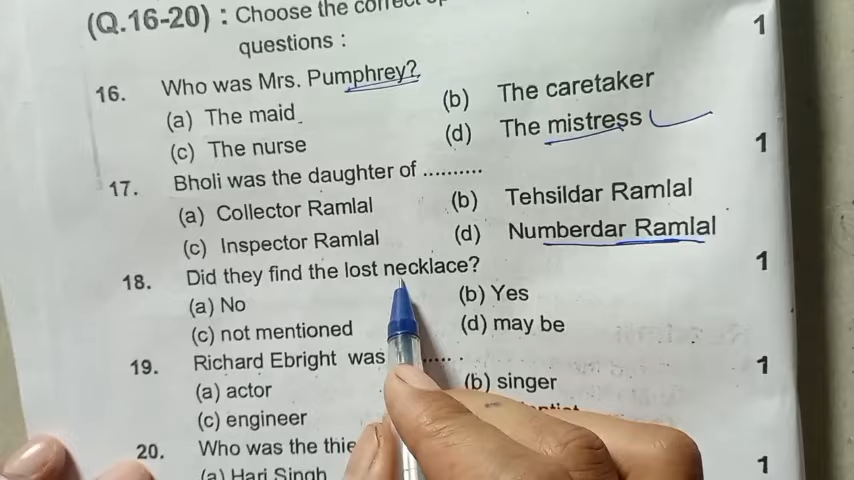 (Q.16-20) : Choose the correct 1
questions :
16. Who was Mrs. Pumphrey?
(a) The maid (b) The caretaker
(c) The nurse (d) The mistress 1
17. Bholi was the daughter of ..........
(a) Collector Ramlal (b) Tehsildar Ramlal
(c) Inspector Ramlal (d) Numberdar Ramlal
18. Did they find the lost necklace? 1
(a) No (b) Yes
(c) not mentioned (d) may be
19. Richard Ebright was ..... . 1
(a) actor (b) singer
(c) engineer
20. Who was the 1
(a) Hari Singh